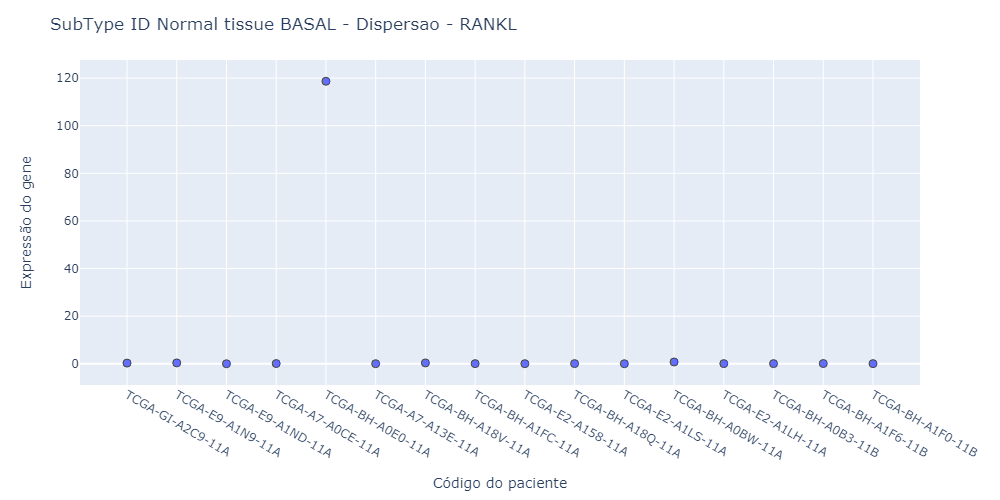 SubType ID Normal tissue BASAL - Dispersao - RANKL
Expressão do gene
120
100
80
60
40
20
0
TCGA-GI-A2C9-11A
TCGA-E9-A1N9-11A
TCGA-E9-A1ND-11A
TCGA-A7-A0CE-11A
TCGA-BH-A0E0-11A
TCGA-A7-A13E-11A
TCGA-BH-A18V-11A
TCGA-BH-A1FC-11A
TCGA-E2-A158-11A
TCGA-BH-A18Q-11A
TCGA-E2-A1LS-11A
TCGA-BH-A0BW-11A
TCGA-E2-A1LH-11A
TCGA-BH-A0B3-11B
TCGA-BH-A1F6-11B
TCGA-BH-A1F0-11B
Código do paciente